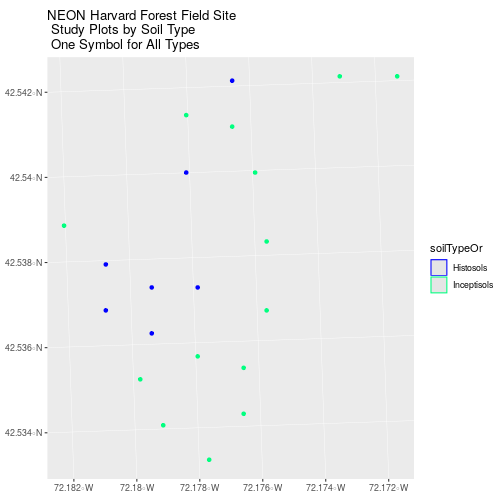 NEON Harvard Forest Field Site
Study Plots by Soil Type
One Symbol for All Types
42.542◦N
42.54◦N
42.538◦N
42.536◦N
42.534◦N
72.182◦W
72.18◦W
72.178◦W
72.176◦W
72.174◦W
72.172◦W
soilTypeOr
Histosols
Inceptisols